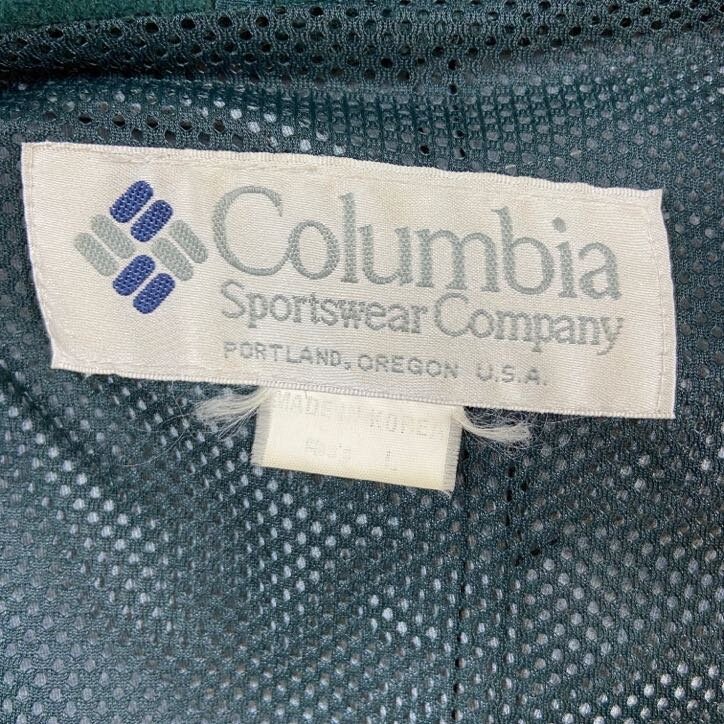 Columbia
Sportswear Company
PORTLAND, OREGON U.S.A.
MADE IN KOREA
L